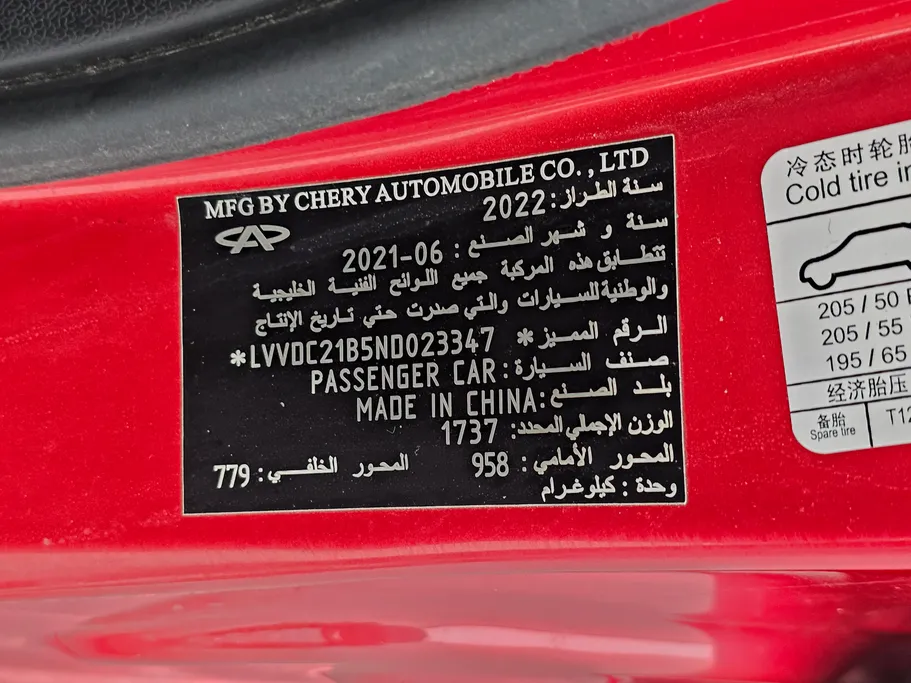 MFG BY CHERY AUTOMOBILE CO. , LTD
سنة الطراز: 2022
سنة و شهر الصنع : 2021-06
تتطابق هذه المركبة جميع اللوائح الفنية الخليجية
والوطنية للسيارات والتي صدرت حتي تاريخ الإنتاج
الرقم المميز: *LVVDC21B5ND023347*
صنف السيارة: PASSENGER CAR
بلد الصنع: MADE IN CHINA
الوزن الإجمالي المحدد: 1737
المحور الأمامي: 958 المحور الخلفي: 779
وحدة : كيلوغرام
冷态时轮胎
Cold tire in
205 / 50
205 / 55
195 / 65
经济胎压
备胎
Spare tire
T12